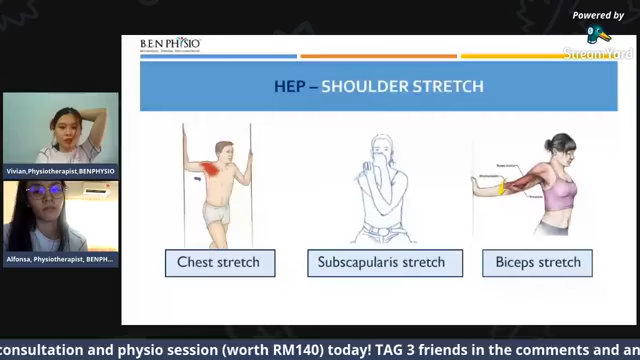 Powered by
StreamYard
B.E.N PHYSIO
HEP – SHOULDER STRETCH
Vivian,Physiotherapist,BENPHYSIO
Alfonsa, Physiotherapist, BENPH...
Chest stretch
Subscapularis stretch
Biceps stretch
consultation and physio session (worth RM140) today! TAG 3 friends in the comments and an